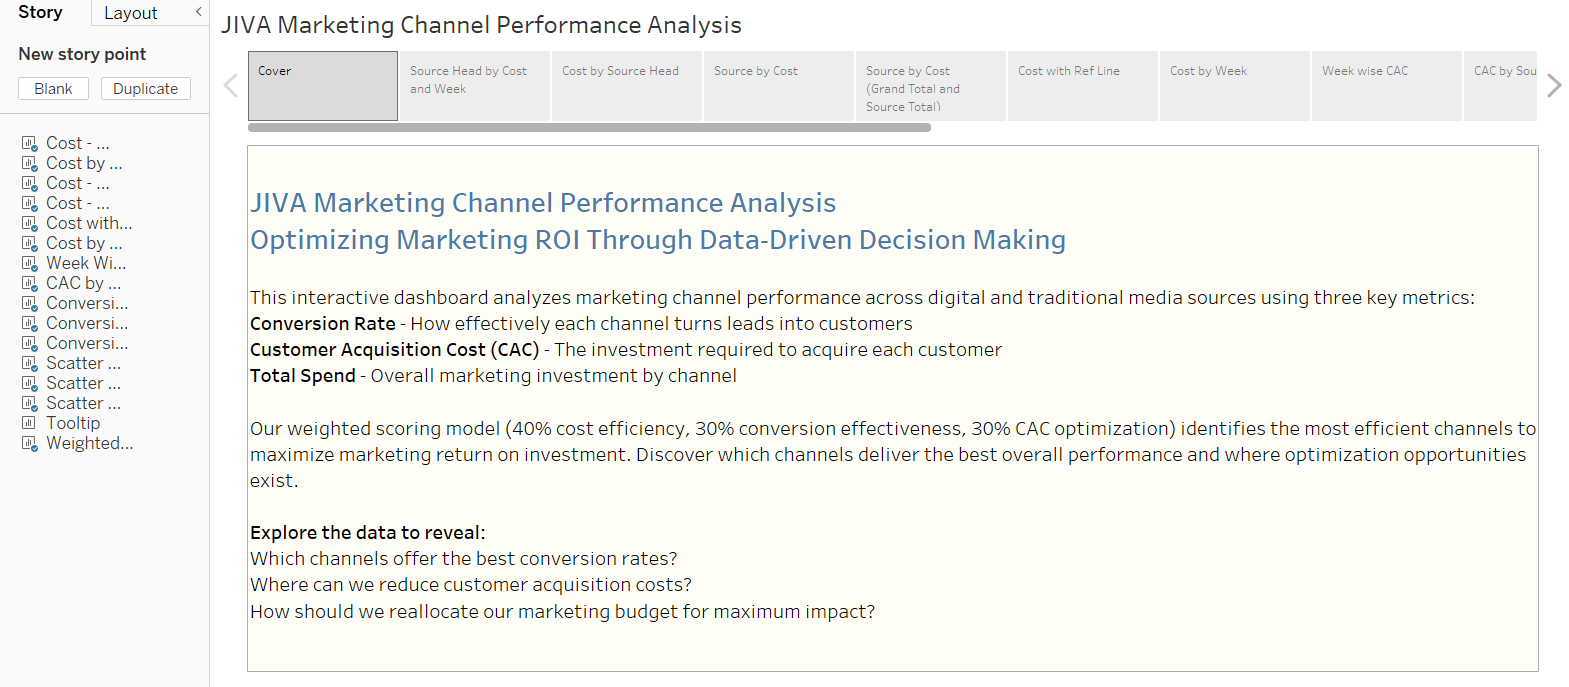 Story
Layout
<
New story point
Blank
Duplicate
Cost - ...
Cost by ...
Cost - ...
Cost - ...
Cost with...
Cost by ...
Week Wi...
CAC by ...
Conversi...
Conversi...
Conversi...
Scatter ...
Scatter ...
Scatter ...
Tooltip
Weighted...
JIVA Marketing Channel Performance Analysis
Cover
Source Head by Cost
and Week
Cost by Source Head
Source by Cost
Source by Cost
(Grand Total and
Source Total)
Cost with Ref Line
Cost by Week
Week wise CAC
CAC by Sou
JIVA Marketing Channel Performance Analysis
Optimizing Marketing ROI Through Data-Driven Decision Making
This interactive dashboard analyzes marketing channel performance across digital and traditional media sources using three key metrics:
Conversion Rate - How effectively each channel turns leads into customers
Customer Acquisition Cost (CAC) - The investment required to acquire each customer
Total Spend - Overall marketing investment by channel
Our weighted scoring model (40% cost efficiency, 30% conversion effectiveness, 30% CAC optimization) identifies the most efficient channels to
maximize marketing return on investment. Discover which channels deliver the best overall performance and where optimization opportunities
exist.
Explore the data to reveal:
Which channels offer the best conversion rates?
Where can we reduce customer acquisition costs?
How should we reallocate our marketing budget for maximum impact?